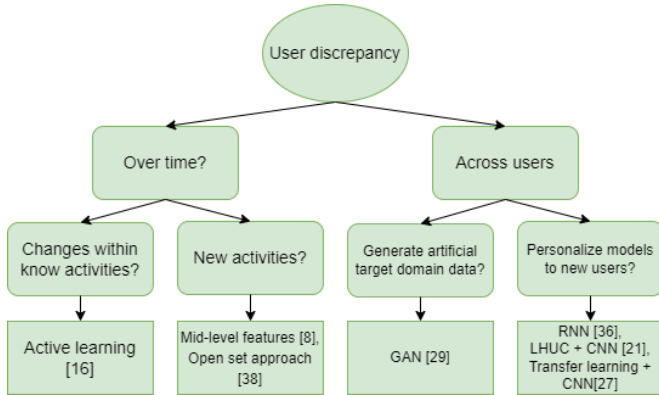 User discrepancy
Over time?
Across users
Changes within
know activities?
New activities?
Generate artificial
target domain data?
Personalize models
to new users?
Active learning
[16]
Mid-level features [8],
Open set approach
[38]
GAN [29]
RNN [36],
LHUC + CNN [21],
Transfer learning +
CNN[27]